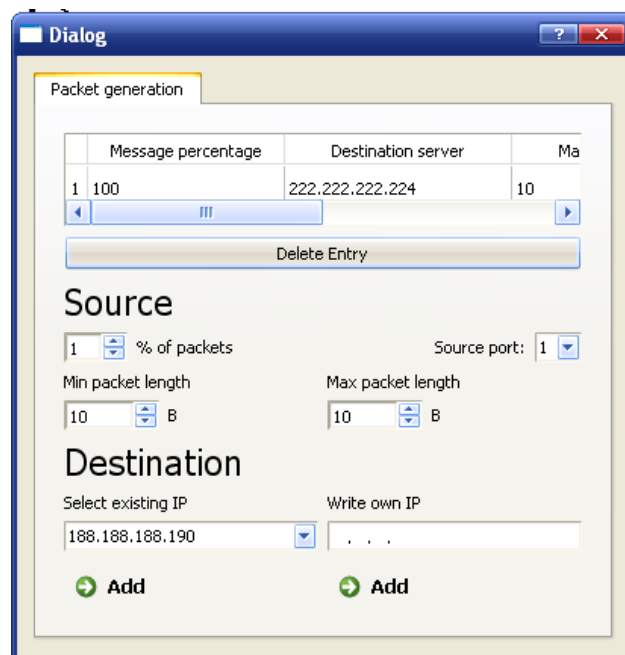 Dialog
Packet generation
Message percentage Destination server Ma
1 100 222.222.222.224 10
Delete Entry
Source
1 % of packets Source port: 1
Min packet length Max packet length
10 B 10 B
Destination
Select existing IP Write own IP
188.188.188.190 . . .
Add Add